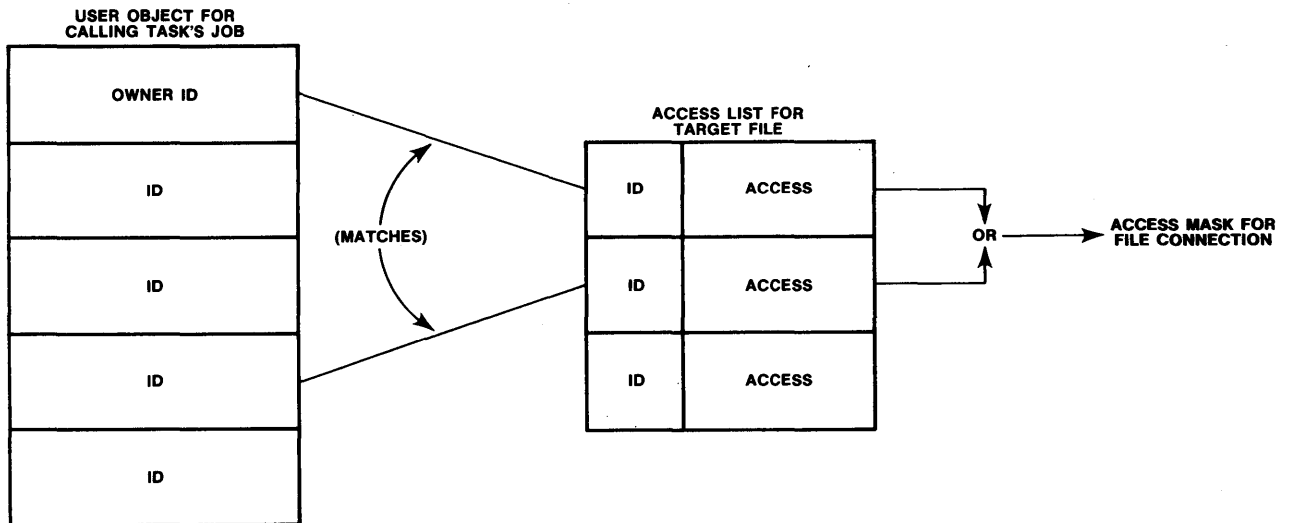 USER OBJECT FOR
CALLING TASK'S JOB
OWNER ID
ID
ID
ID
ID
(MATCHES)
ACCESS LIST FOR
TARGET FILE
ID ACCESS
ID ACCESS
ID ACCESS
OR
ACCESS MASK FOR
FILE CONNECTION